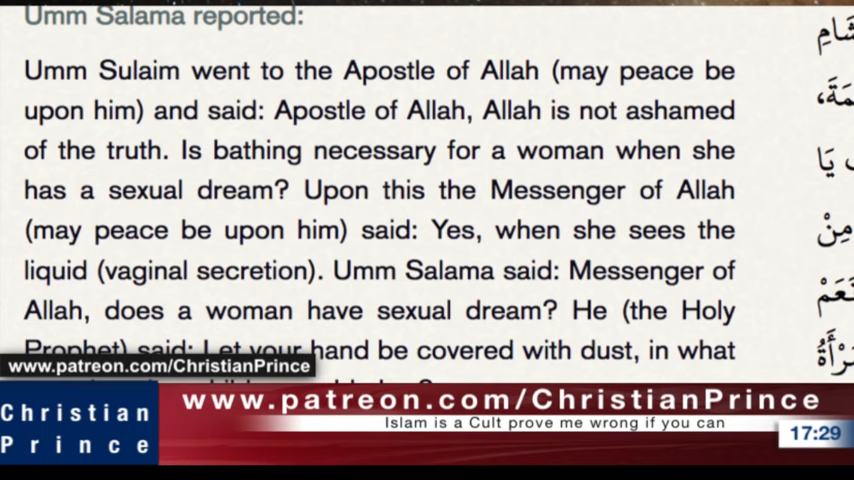 Umm Salama reported:
Umm Sulaim went to the Apostle of Allah (may peace be
upon him) and said: Apostle of Allah, Allah is not ashamed
of the truth. Is bathing necessary for a woman when she
has a sexual dream? Upon this the Messenger of Allah
(may peace be upon him) said: Yes, when she sees the
liquid (vaginal secretion). Umm Salama said: Messenger of
Allah, does a woman have sexual dream? He (the Holy
Prophet) said: Let your hand be covered with dust, in what
يَا
مِنْ
نَعَمْ
www.patreon.com/ChristianPrince
www.patreon.com/ChristianPrince
Islam is a Cult prove me wrong if you can
Christian
Prince
17:29